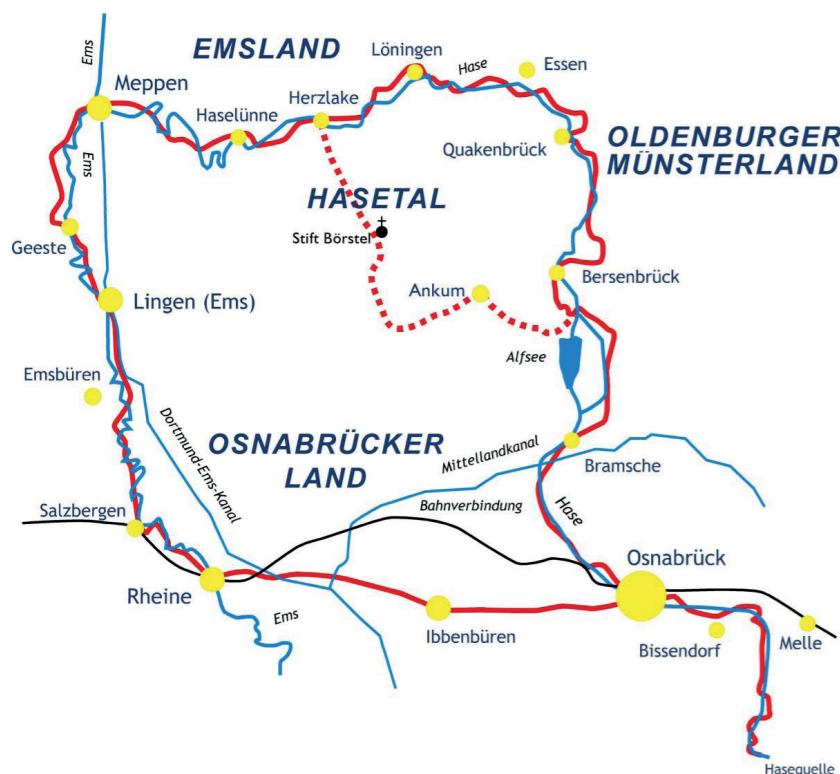 Ems
EMSLAND
Löningen
Hase
Essen
Meppen
Haselünne
Herzlake
OLDENBURGER
MÜNSTERLAND
Quakenbrück
Ems
HASETAL
Stift Börstel
Geeste
Bersenbrück
Ankum
Lingen (Ems)
Alfsee
Emsbüren
Dortmund-Ems-Kanal
OSNABRÜCKER
LAND
Mittellandkanal
Bramsche
Salzbergen
Bahnverbindung
Hase
Osnabrück
Rheine
Ems
Ibbenbüren
Bissendorf
Melle
Hasequelle